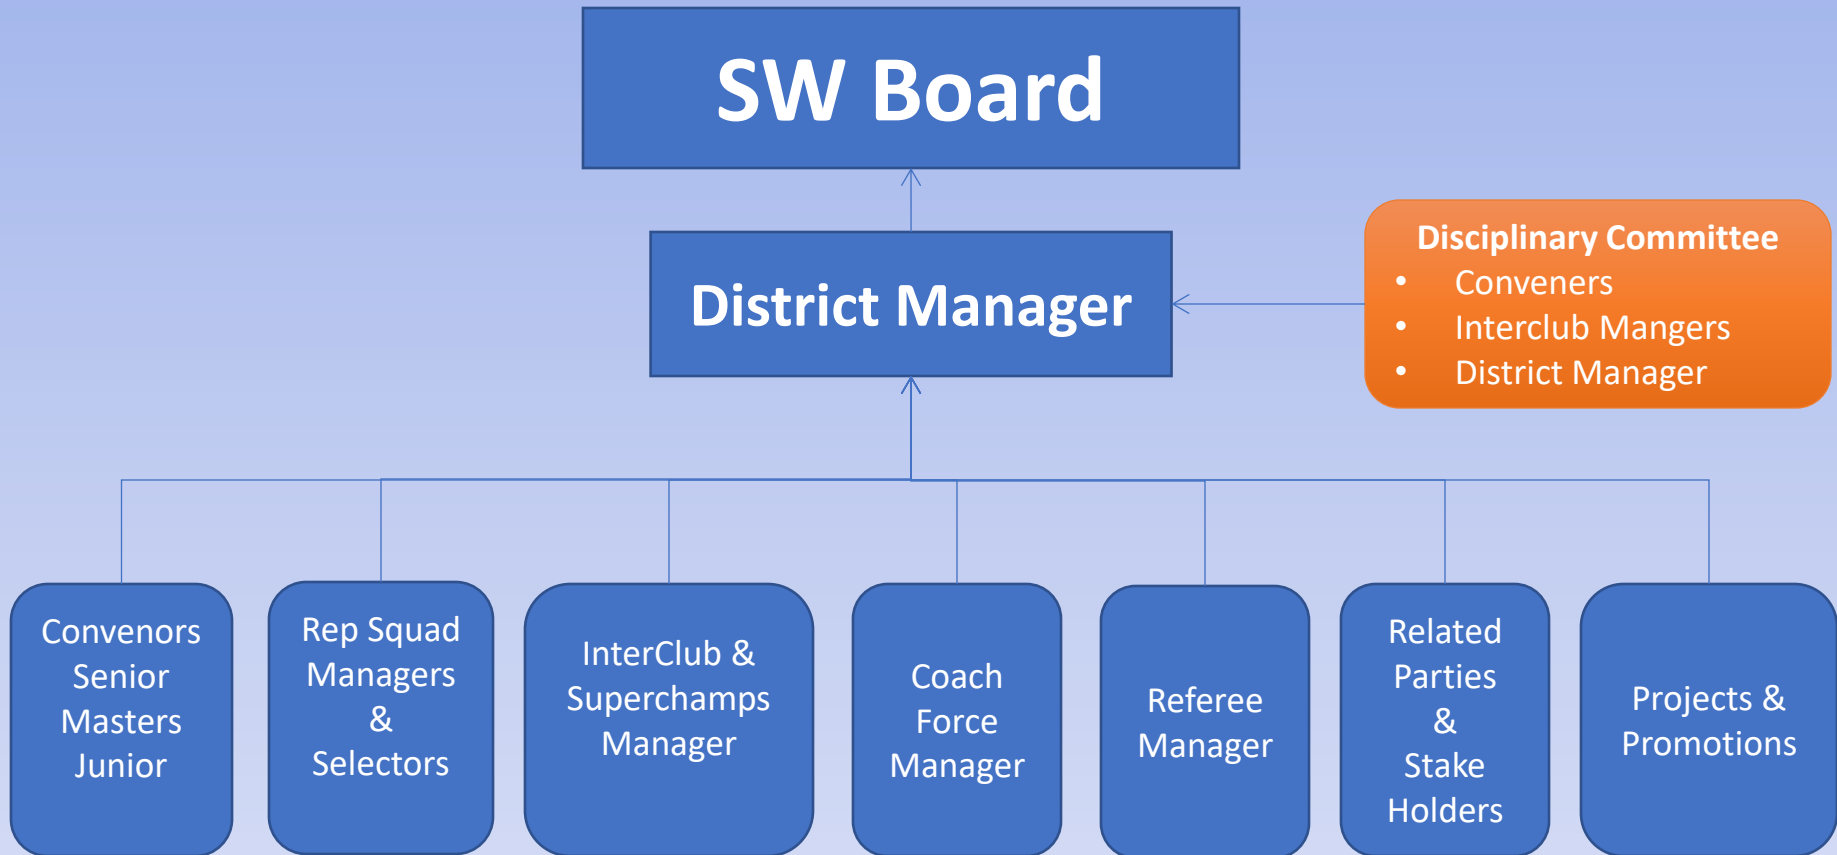 SW Board
District Manager
Disciplinary Committee
• Conveners
• Interclub Mangers
• District Manager
Convenors
Senior
Masters
Junior
Rep Squad
Managers
&
Selectors
InterClub &
Superchamps
Manager
Coach
Force
Manager
Referee
Manager
Related
Parties
&
Stake
Holders
Projects &
Promotions